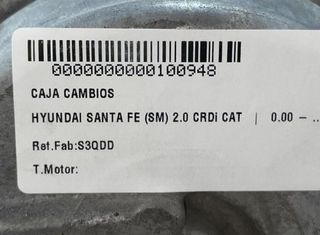 0000000000100948
CAJA CAMBIOS
HYUNDAI SANTA FE (SM) 2.0 CRDi CAT | 0.00 - ..
Ref.Fab:S3QDD
T.Motor: